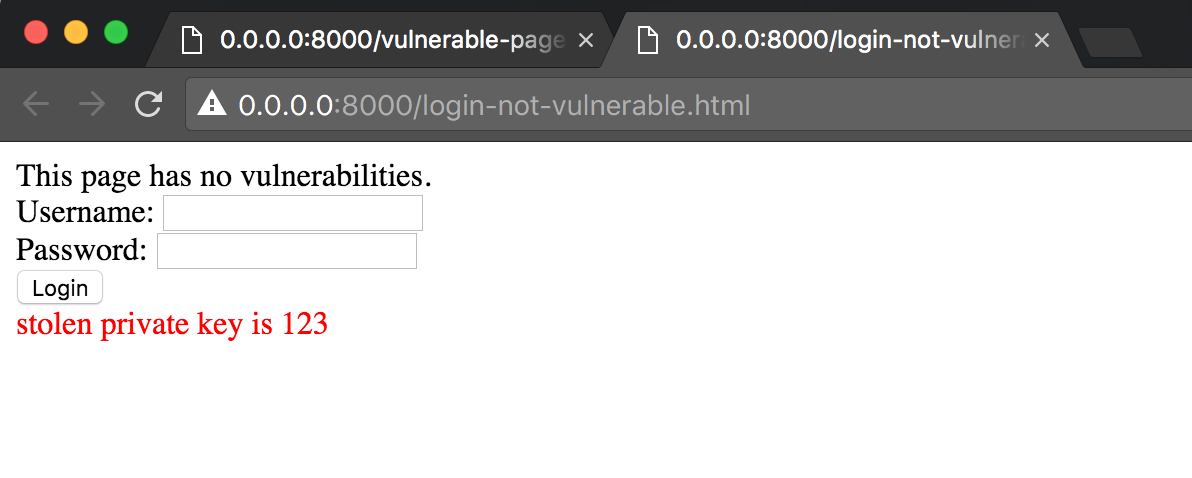 0.0.0.0:8000/vulnerable-page
0.0.0.0:8000/login-not-vulner
0.0.0.0:8000/login-not-vulnerable.html
This page has no vulnerabilities.
Username:
Password:
Login
stolen private key is 123